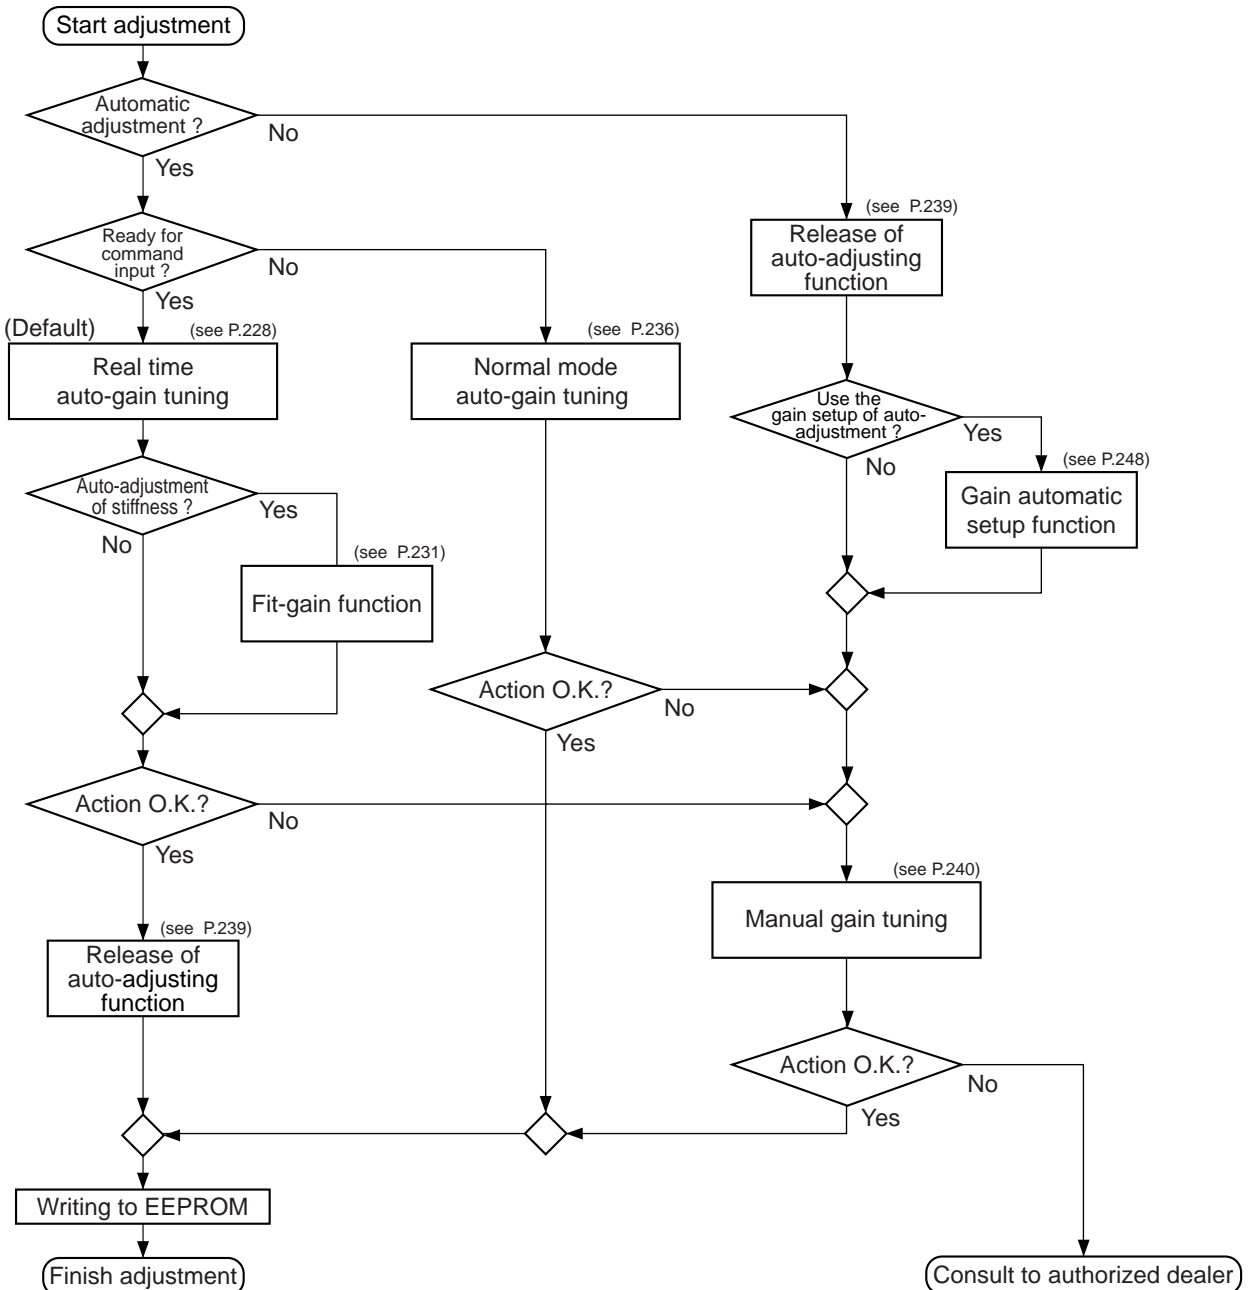 Start adjustment
Automatic
adjustment ?
No
Yes
Ready for
command
input ?
No
Yes
(Default)
(see P.228)
Real time
auto-gain tuning
(see P.236)
Normal mode
auto-gain tuning
(see P.239)
Release of
auto-adjusting
function
Use the
gain setup of auto-
adjustment ?
Yes
No
(see P.248)
Gain automatic
setup function
Auto-adjustment
of stiffness ?
Yes
No
(see P.231)
Fit-gain function
Action O.K.?
No
Yes
Action O.K.?
No
Yes
(see P.239)
Release of
auto-adjusting
function
(see P.240)
Manual gain tuning
Action O.K.?
No
Yes
Writing to EEPROM
Finish adjustment
Consult to authorized dealer